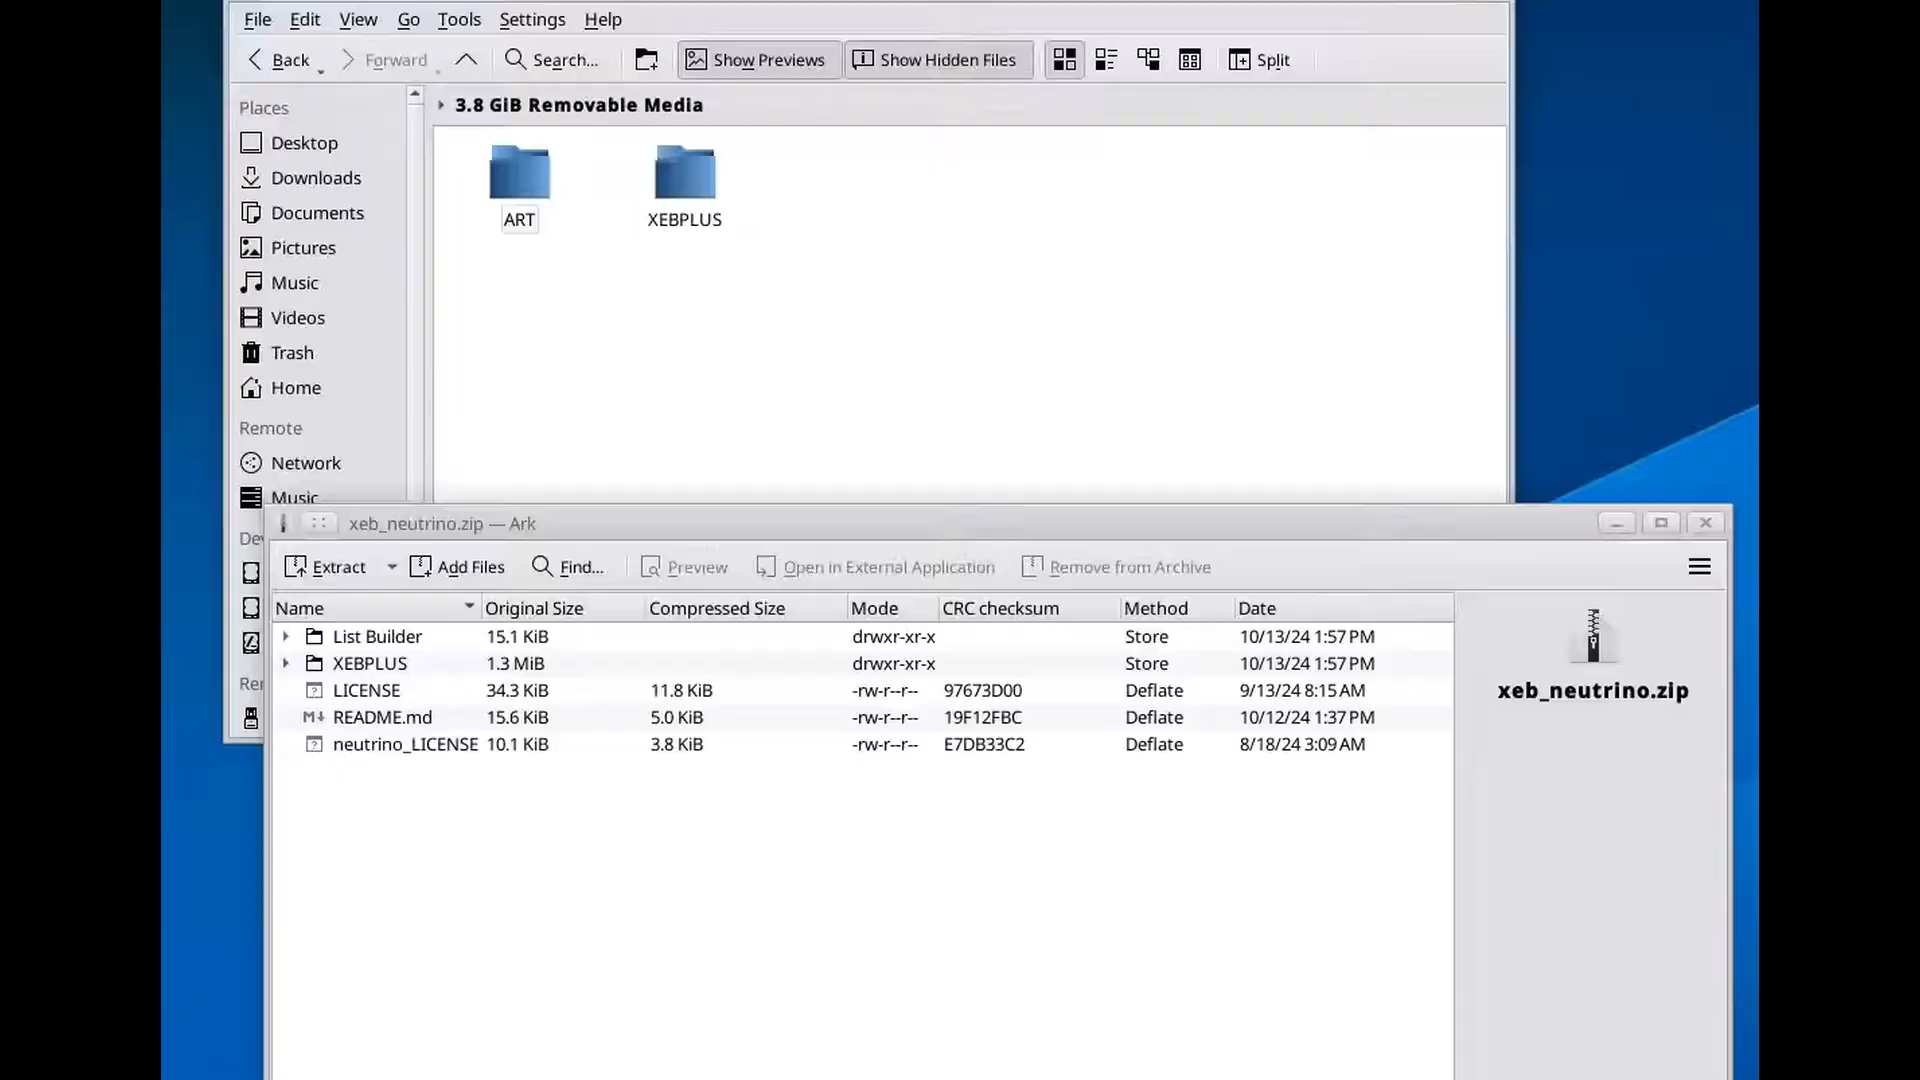 File Edit View Go Tools Settings Help
Back Forward Search... Show Previews Show Hidden Files Split
Places
3.8 GiB Removable Media
Desktop
Downloads
Documents
Pictures
Music
Videos
Trash
Home
Remote
Network
Music
ART XEBPLUS
xeb_neutrino.zip — Ark
Extract Add Files Find... Preview Open in External Application Remove from Archive
Name Original Size Compressed Size Mode CRC checksum Method Date
List Builder 15.1 KiB drwxr-xr-x Store 10/13/24 1:57 PM
XEBPLUS 1.3 MiB drwxr-xr-x Store 10/13/24 1:57 PM
LICENSE 34.3 KiB 11.8 KiB -rw-r--r-- 97673D00 Deflate 9/13/24 8:15 AM
README.md 15.6 KiB 5.0 KiB -rw-r--r-- 19F12FBC Deflate 10/12/24 1:37 PM
neutrino_LICENSE 10.1 KiB 3.8 KiB -rw-r--r-- E7DB33C2 Deflate 8/18/24 3:09 AM
xeb_neutrino.zip